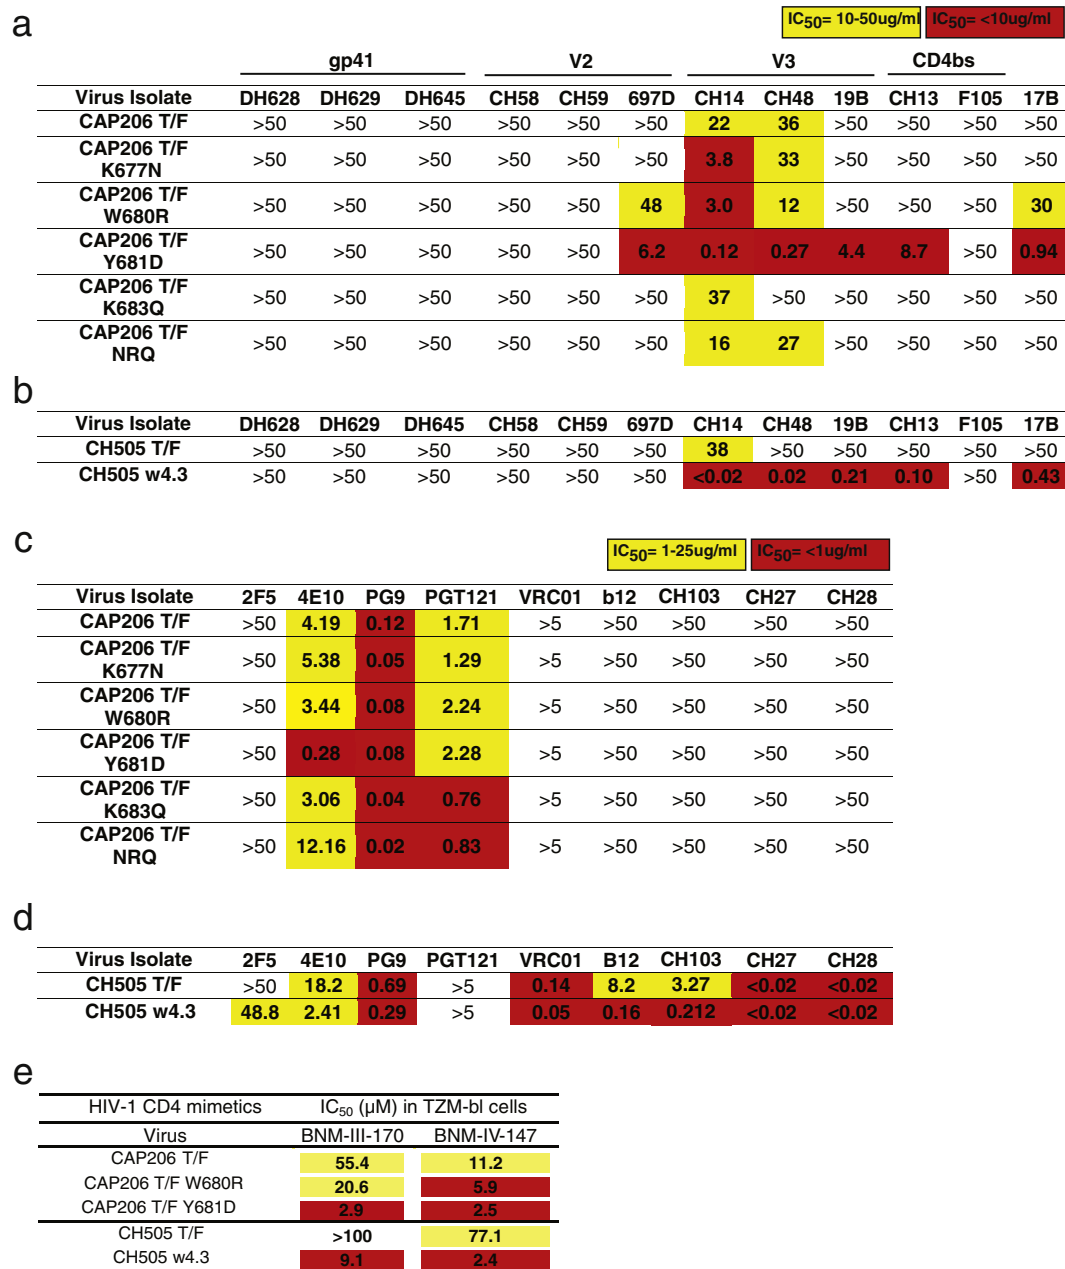 a
IC50= 10-50ug/ml IC50= <10ug/ml
gp41 V2 V3 CD4bs
Virus Isolate DH628 DH629 DH645 CH58 CH59 697D CH14 CH48 19B CH13 F105 17B
CAP206 T/F >50 >50 >50 >50 >50 >50 22 36 >50 >50 >50 >50
CAP206 T/F
K677N >50 >50 >50 >50 >50 >50 3.8 33 >50 >50 >50 >50
CAP206 T/F
W680R >50 >50 >50 >50 >50 48 3.0 12 >50 >50 >50 30
CAP206 T/F
Y681D >50 >50 >50 >50 >50 6.2 0.12 0.27 4.4 8.7 >50 0.94
CAP206 T/F
K683Q >50 >50 >50 >50 >50 >50 37 >50 >50 >50 >50 >50
CAP206 T/F
NRQ >50 >50 >50 >50 >50 >50 16 27 >50 >50 >50 >50
b
Virus Isolate DH628 DH629 DH645 CH58 CH59 697D CH14 CH48 19B CH13 F105 17B
CH505 T/F >50 >50 >50 >50 >50 >50 38 >50 >50 >50 >50 >50
CH505 w4.3 >50 >50 >50 >50 >50 >50 <0.02 0.02 0.21 0.10 >50 0.43
c
IC50= 1-25ug/ml IC50= <1ug/ml
Virus Isolate 2F5 4E10 PG9 PGT121 VRC01 b12 CH103 CH27 CH28
CAP206 T/F >50 4.19 0.12 1.71 >5 >50 >50 >50 >50
CAP206 T/F
K677N >50 5.38 0.05 1.29 >5 >50 >50 >50 >50
CAP206 T/F
W680R >50 3.44 0.08 2.24 >5 >50 >50 >50 >50
CAP206 T/F
Y681D >50 0.28 0.08 2.28 >5 >50 >50 >50 >50
CAP206 T/F
K683Q >50 3.06 0.04 0.76 >5 >50 >50 >50 >50
CAP206 T/F
NRQ >50 12.16 0.02 0.83 >5 >50 >50 >50 >50
d
Virus Isolate 2F5 4E10 PG9 PGT121 VRC01 B12 CH103 CH27 CH28
CH505 T/F >50 18.2 0.69 >5 0.14 8.2 3.27 <0.02 <0.02
CH505 w4.3 48.8 2.41 0.29 >5 0.05 0.16 0.212 <0.02 <0.02
e
HIV-1 CD4 mimetics IC50 (µM) in TZM-bl cells
Virus BNM-III-170 BNM-IV-147
CAP206 T/F 55.4 11.2
CAP206 T/F W680R 20.6 5.9
CAP206 T/F Y681D 2.9 2.5
CH505 T/F >100 77.1
CH505 w4.3 9.1 2.4